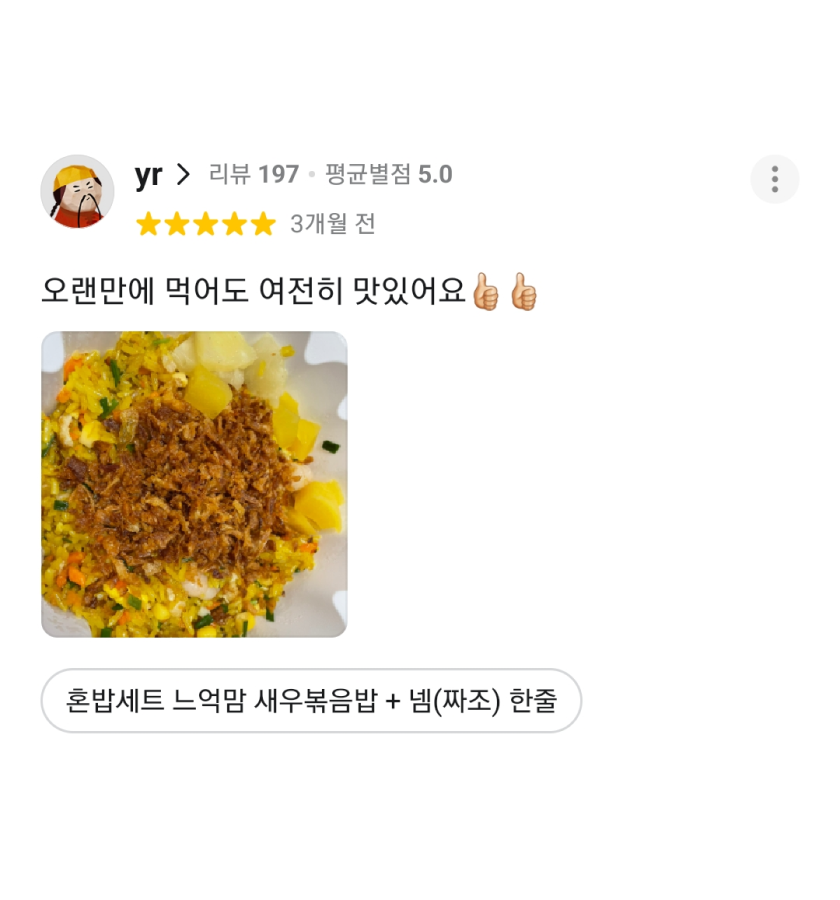 yr > 리뷰 197 • 평균별점 5.0
★★★★★ 3개월 전
오랜만에 먹어도 여전히 맛있어요👍🏼👍🏼
혼밥세트 느억맘 새우볶음밥 + 넴(짜조) 한줄